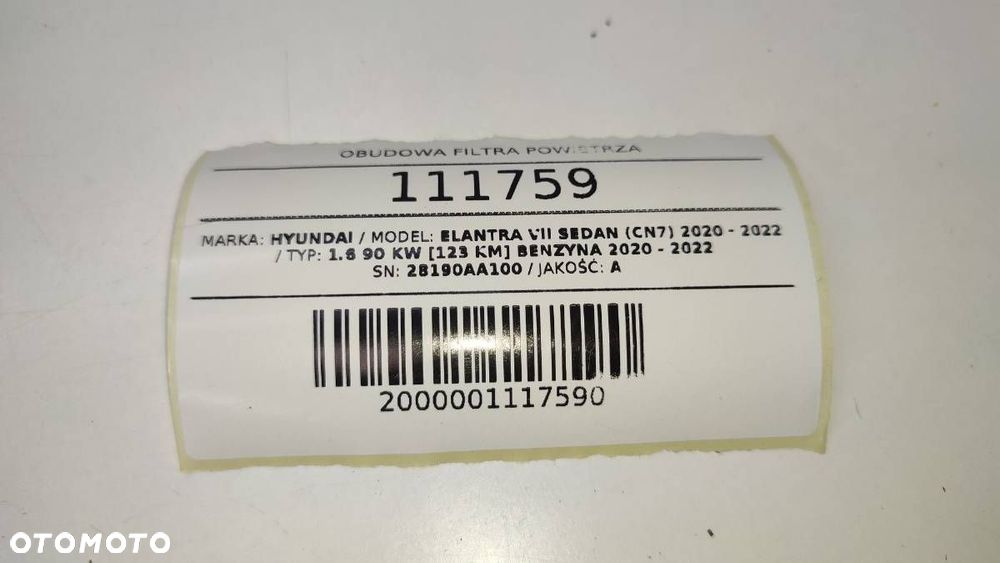 OBUDOWA FILTRA POWIETRZA
111759
MARKA: HYUNDAI / MODEL: ELANTRA VII SEDAN (CN7) 2020 - 2022
/ TYP: 1.6 90 KW [123 KM] BENZYNA 2020 - 2022
SN: 28190AA100 / JAKOŚĆ: A
2000001117590
OTOMOTO